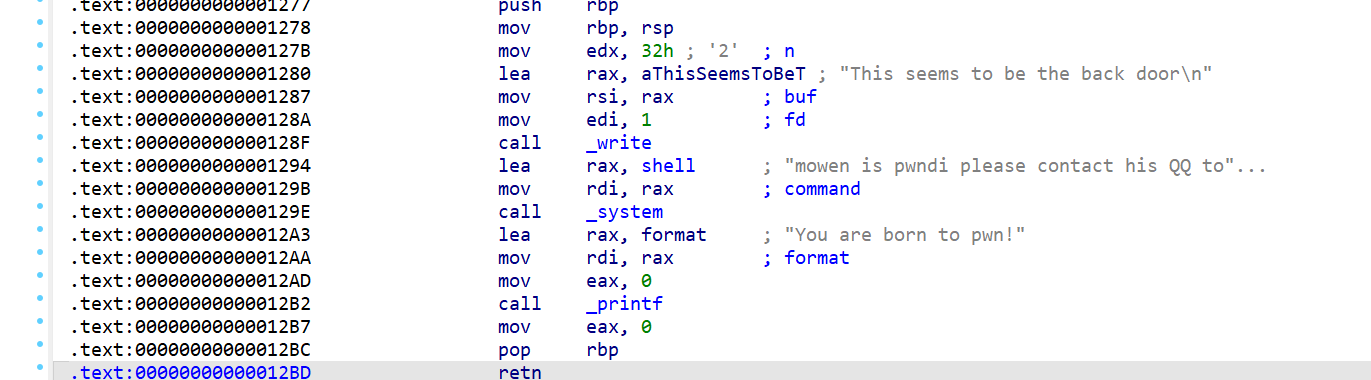 .text:0000000000001277 push rbp
.text:0000000000001278 mov rbp, rsp
.text:000000000000127B mov edx, 32h ; '2' ; n
.text:0000000000001280 lea rax, aThisSeemsToBeT ; "This seems to be the back door\n"
.text:0000000000001287 mov rsi, rax ; buf
.text:000000000000128A mov edi, 1 ; fd
.text:000000000000128F call _write
.text:0000000000001294 lea rax, shell ; "mowen is pwndi please contact his QQ to"...
.text:000000000000129B mov rdi, rax ; command
.text:000000000000129E call _system
.text:00000000000012A3 lea rax, format ; "You are born to pwn!"
.text:00000000000012AA mov rdi, rax ; format
.text:00000000000012AD mov eax, 0
.text:00000000000012B2 call _printf
.text:00000000000012B7 mov eax, 0
.text:00000000000012BC pop rbp
.text:00000000000012BD retn